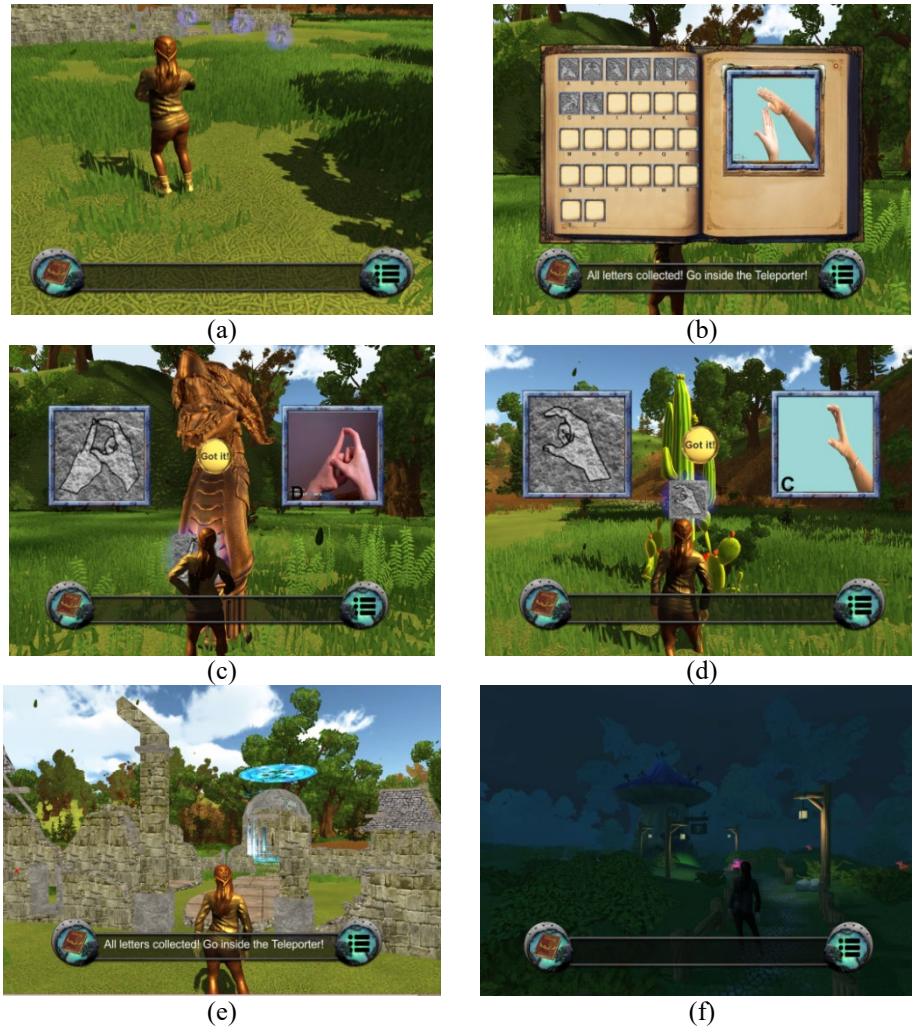 (a)
A B C D E F
G H I J K L
M N O P Q R
S T U V W
Z
All letters collected! Go inside the Teleporter!
(b)
Got it!
D
(c)
Got it!
C
(d)
All letters collected! Go inside the Teleporter!
(e)
(f)